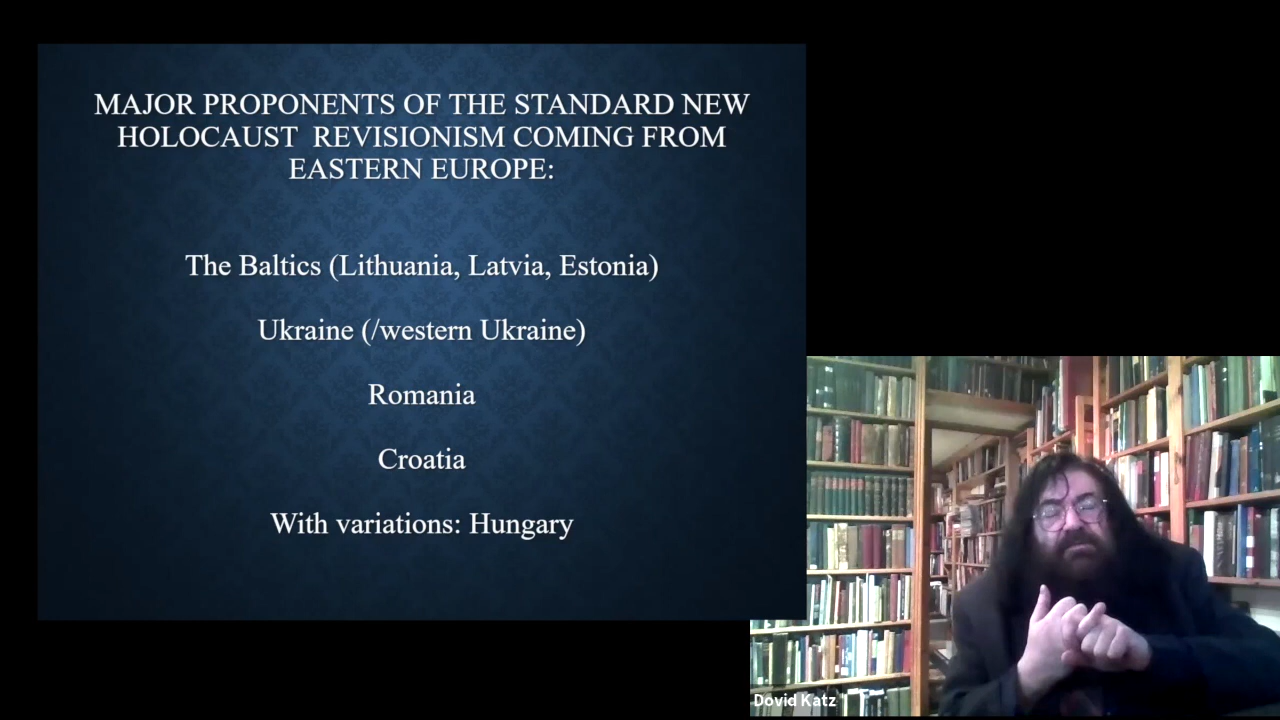 MAJOR PROPONENTS OF THE STANDARD NEW
HOLOCAUST REVISIONISM COMING FROM
EASTERN EUROPE:
The Baltics (Lithuania, Latvia, Estonia)
Ukraine (/western Ukraine)
Romania
Croatia
With variations: Hungary
Dovid Katz